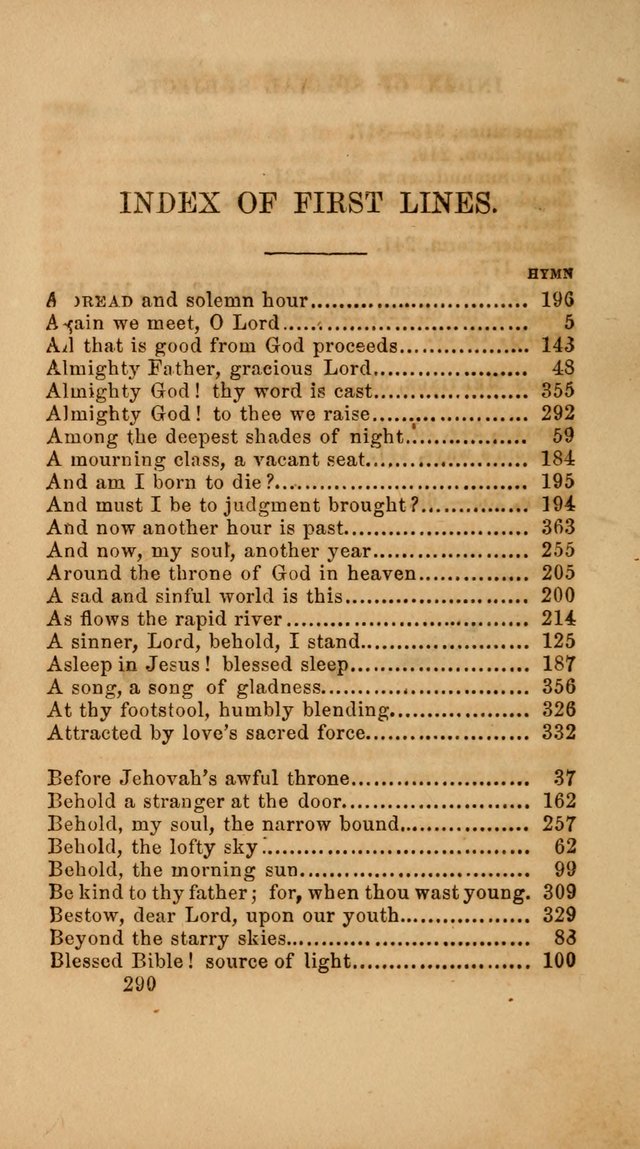 INDEX OF FIRST LINES.
HYMN
A DREAD and solemn hour.............................. 196
Again we meet, O Lord.................................. 5
All that is good from God proceeds.................. 143
Almighty Father, gracious Lord...................... 48
Almighty God! thy word is cast...................... 355
Almighty God! to thee we raise...................... 292
Among the deepest shades of night................ 59
A mourning class, a vacant seat....................... 184
And am I born to die?................................... 195
And must I be to judgment brought?............... 194
And now another hour is past......................... 363
And now, my soul, another year...................... 255
Around the throne of God in heaven............... 205
A sad and sinful world is this.......................... 200
As flows the rapid river.................................. 214
A sinner, Lord, behold, I stand........................ 125
Asleep in Jesus! blessed sleep......................... 187
A song, a song of gladness............................. 356
At thy footstool, humbly blending................... 326
Attracted by love's sacred force....................... 332
Before Jehovah's awful throne......................... 37
Behold a stranger at the door.......................... 162
Behold, my soul, the narrow bound.................. 257
Behold, the lofty sky..................................... 62
Behold, the morning sun................................ 99
Be kind to thy father; for, when thou wast young. 309
Bestow, dear Lord, upon our youth.................. 329
Beyond the starry skies.................................. 83
Blessed Bible! source of light......................... 100
290